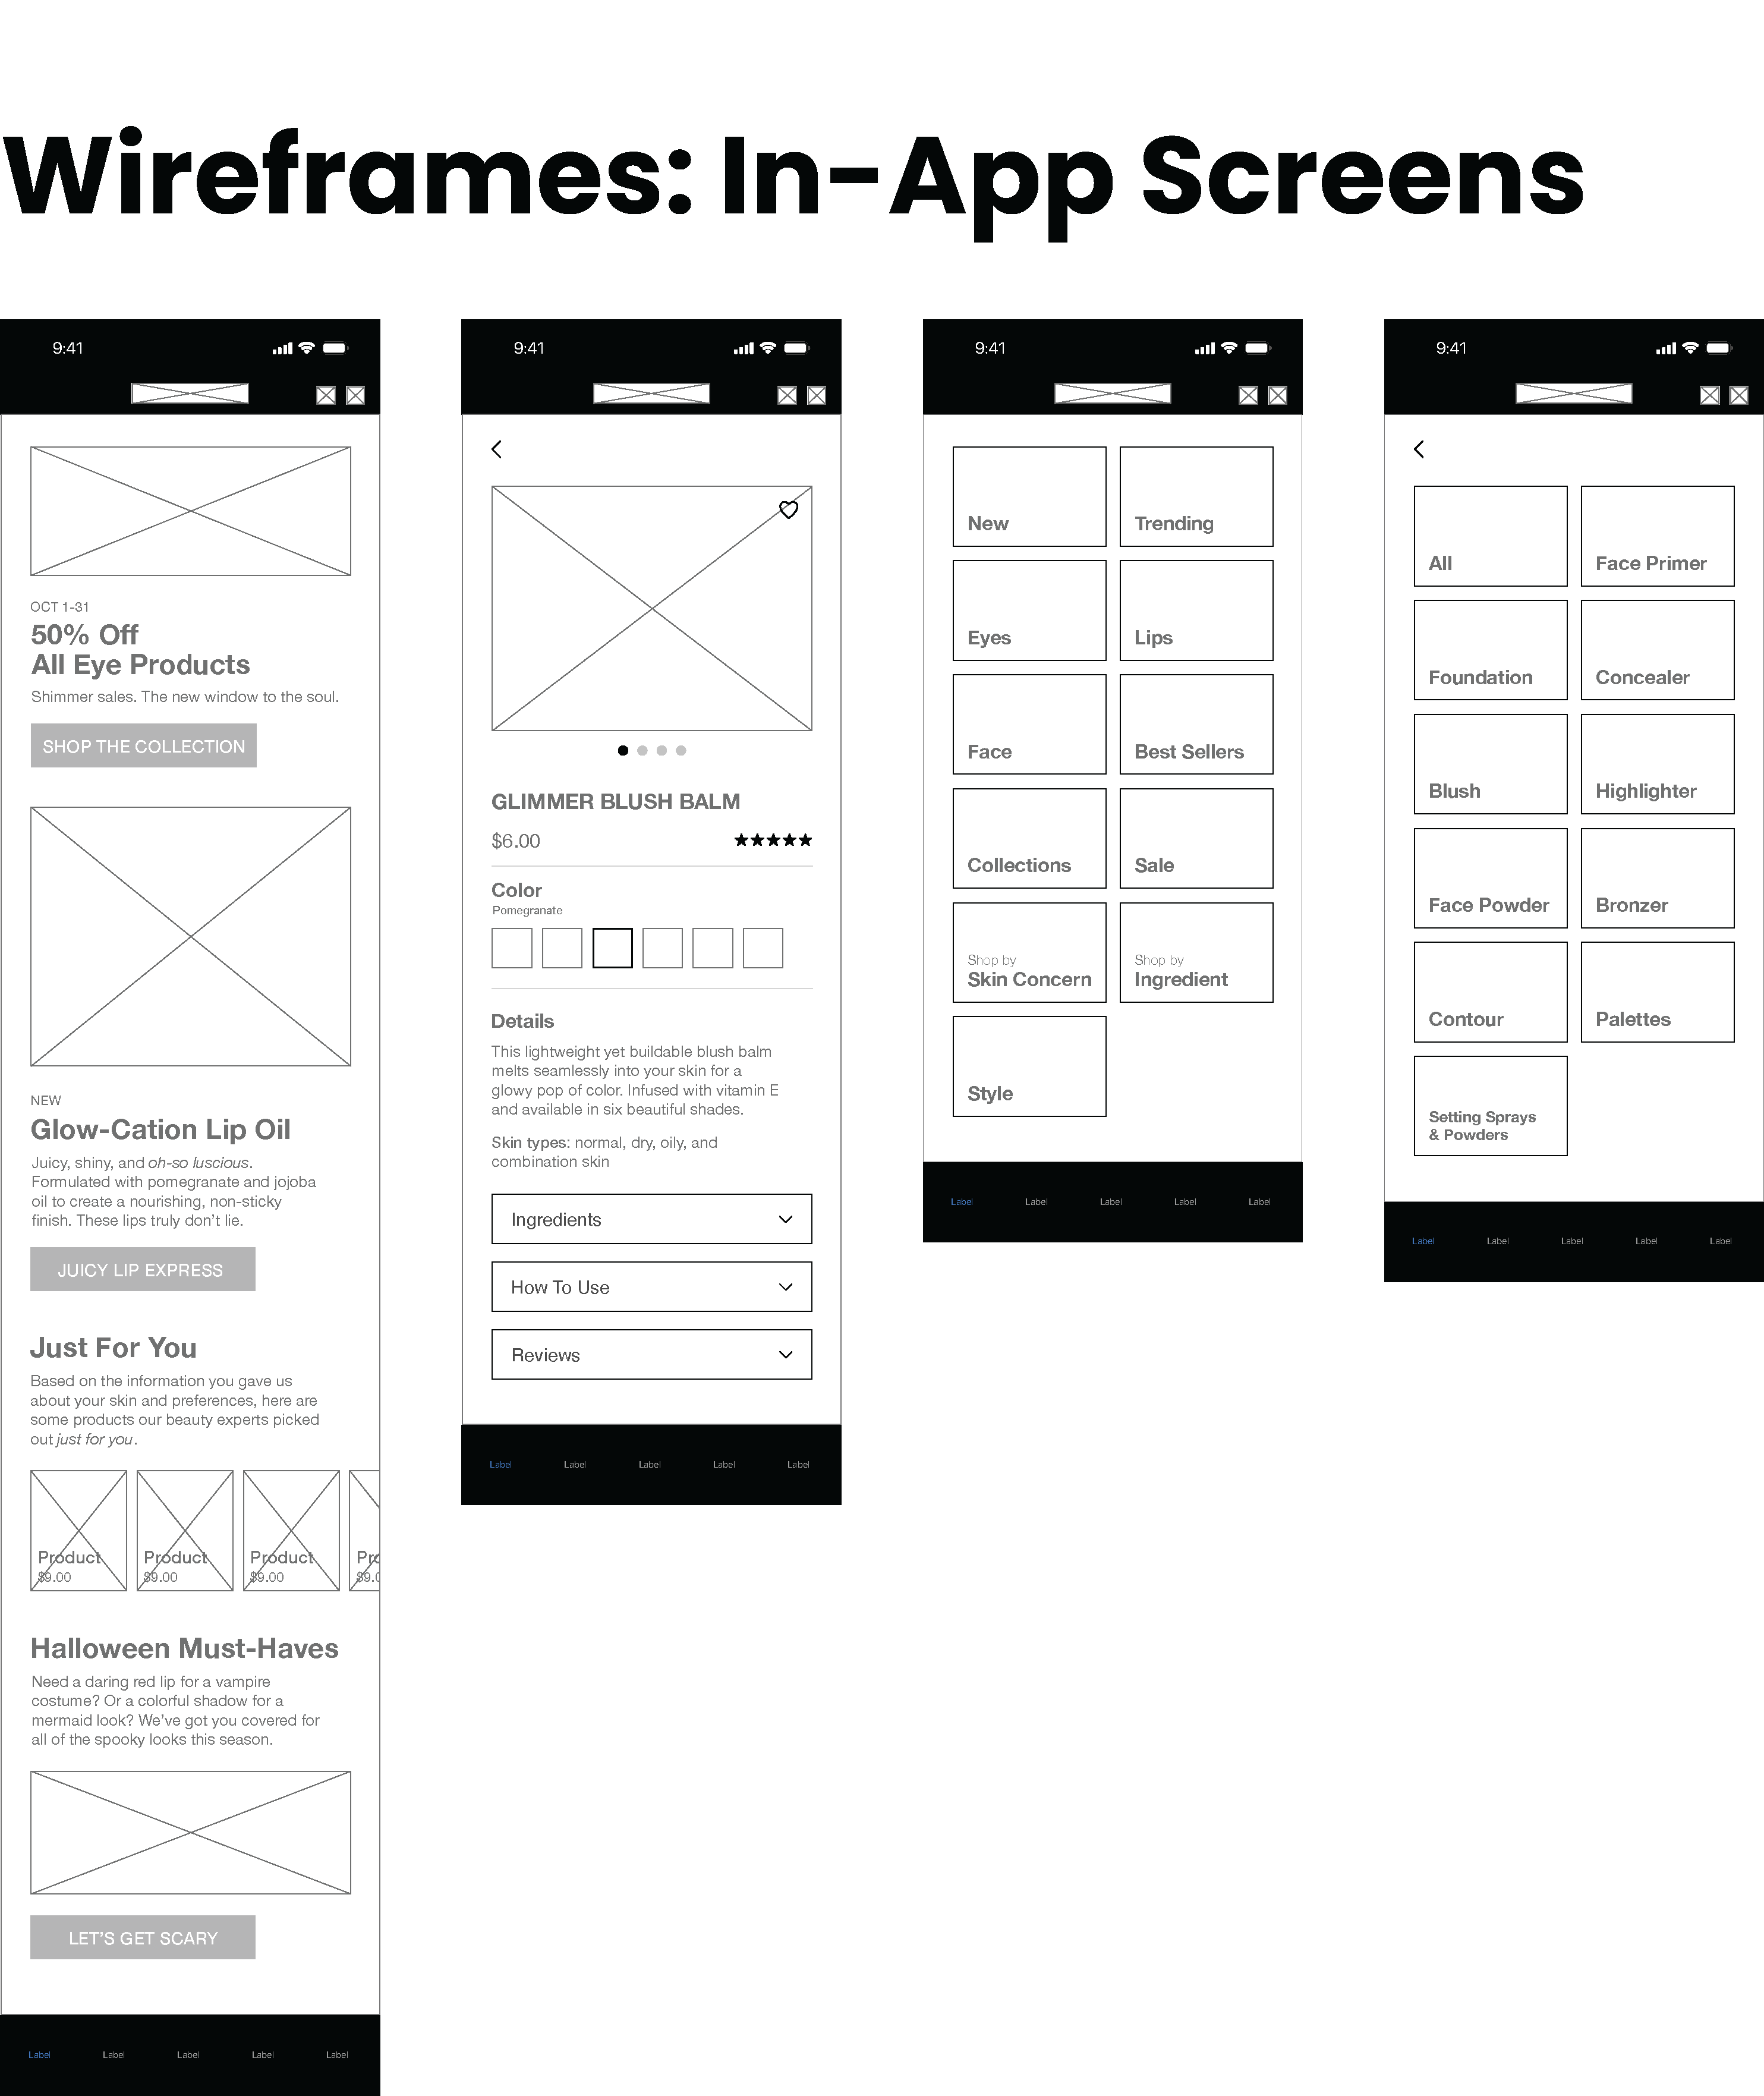 Wireframes: In-App Screens
9:41
OCT 1-31
50% Off
All Eye Products
Shimmer sales. The new window to the soul.
SHOP THE COLLECTION
NEW
Glow-Cation Lip Oil
Juicy, shiny, and oh-so luscious.
Formulated with pomegranate and jojoba
oil to create a nourishing, non-sticky
finish. These lips truly don't lie.
JUICY LIP EXPRESS
Just For You
Based on the information you gave us
about your skin and preferences, here are
some products our beauty experts picked
out just for you.
Product Product Product Pro
$9.00 $9.00 $9.00 $9.0
Halloween Must-Haves
Need a daring red lip for a vampire
costume? Or a colorful shadow for a
mermaid look? We've got you covered for
all of the spooky looks this season.
LET'S GET SCARY
Label Label Label Label Label
9:41
GLIMMER BLUSH BALM
$6.00
Color
Pomegranate
Details
This lightweight yet buildable blush balm
melts seamlessly into your skin for a
glowy pop of color. Infused with vitamin E
and available in six beautiful shades.
Skin types: normal, dry, oily, and
combination skin
Ingredients
How To Use
Reviews
Label Label Label Label Label
9:41
New Trending
Eyes Lips
Face Best Sellers
Collections Sale
Shop by Shop by
Skin Concern Ingredient
Style
Label Label Label Label Label
9:41
All Face Primer
Foundation Concealer
Blush Highlighter
Face Powder Bronzer
Contour Palettes
Setting Sprays
& Powders
Label Label Label Label Label